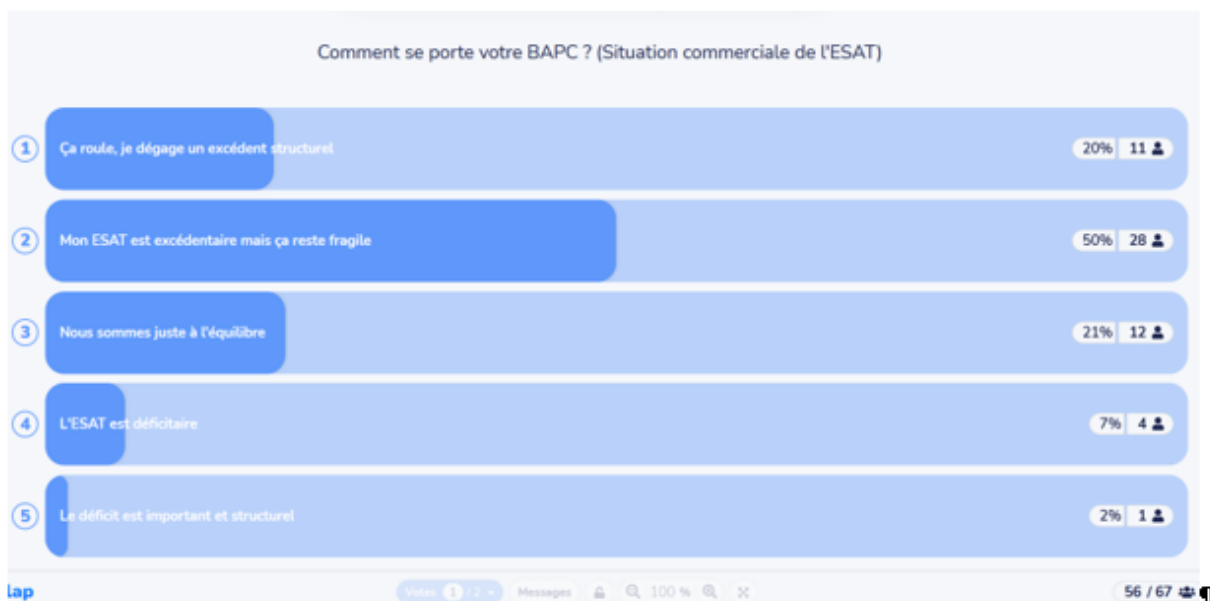 Comment se porte votre BAPC ? (Situation commerciale de l'ESAT)
1 Ça roule, je dégage un excédent structurel 20% 11
2 Mon ESAT est excédentaire mais ça reste fragile 50% 28
3 Nous sommes juste à l'équilibre 21% 12
4 L'ESAT est déficitaire 7% 4
5 Le déficit est important et structurel 2% 1
lap Votes 1 / 2 Messages 100 % 56 / 67 ¶